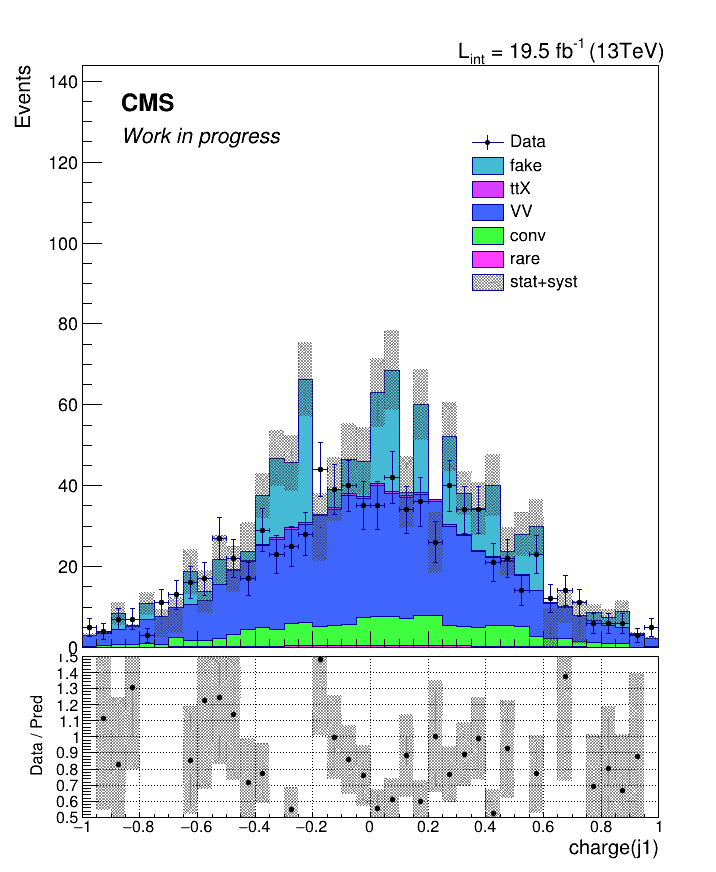 L_int = 19.5 fb^-1 (13TeV)
Events
140
120
100
80
60
40
20
0
CMS
Work in progress
Data
fake
ttX
VV
conv
rare
stat+syst
Data / Pred
1.5
1.4
1.3
1.2
1.1
1
0.9
0.8
0.7
0.6
0.5
−1 −0.8 −0.6 −0.4 −0.2 0 0.2 0.4 0.6 0.8 1
charge(j1)